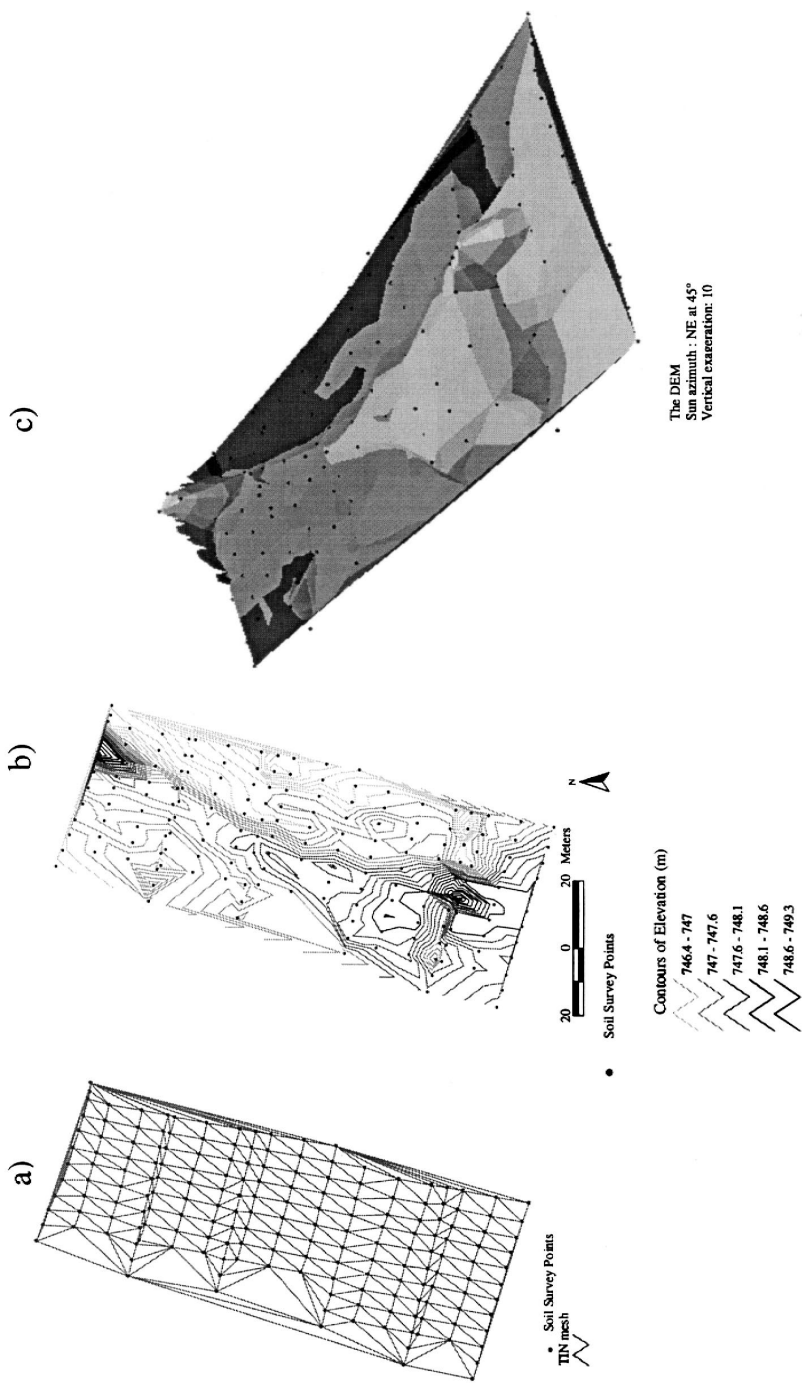 a)
Soil Survey Points
TIN mesh
b)
N
20 0 20 Meters
Soil Survey Points
Contours of Elevation (m)
746.4 - 747
747 - 747.6
747.6 - 748.1
748.1 - 748.6
748.6 - 749.3
c)
The DEM
Sun azimuth : NE at 45°
Vertical exageration: 10